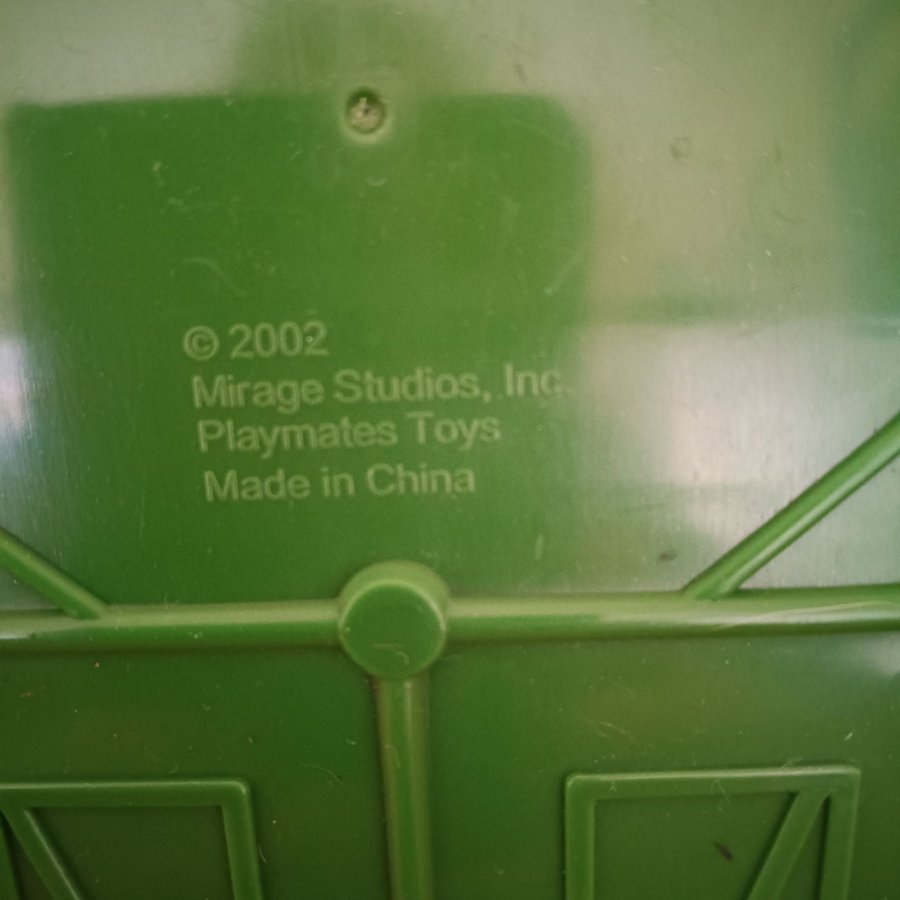 © 2002
Mirage Studios, Inc.
Playmates Toys
Made in China